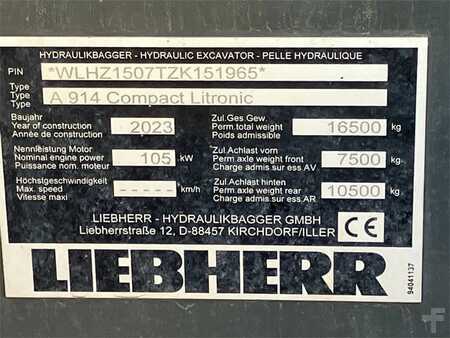 HYDRAULIKBAGGER - HYDRAULIC EXCAVATOR - PELLE HYDRAULIQUE
PIN *WLHZ1507TZK151965*
Type
Type A 914 Compact Litronic
Type
Baujahr
Year of construction 2023
Année de construction
Zul.Ges.Gew.
Perm.total weight 16500 kg
Poids admissible
Nennleistung Motor
Nominal engine power 105 kW
Puissance nom. moteur
Zul.Achlast vorn
Perm axle weight front 7500 kg
Charge admis sur ess AV
Höchstgeschwindigkeit
Max. speed ---- km/h
Vitesse maxi
Zul.Achlast hinten
Perm axle weight rear 10500 kg
Charge admis sur ess.AR
LIEBHERR - HYDRAULIKBAGGER GMBH
Liebherrstraße 12, D-88457 KIRCHDORF/ILLER
CE
LIEBHERR
94041137